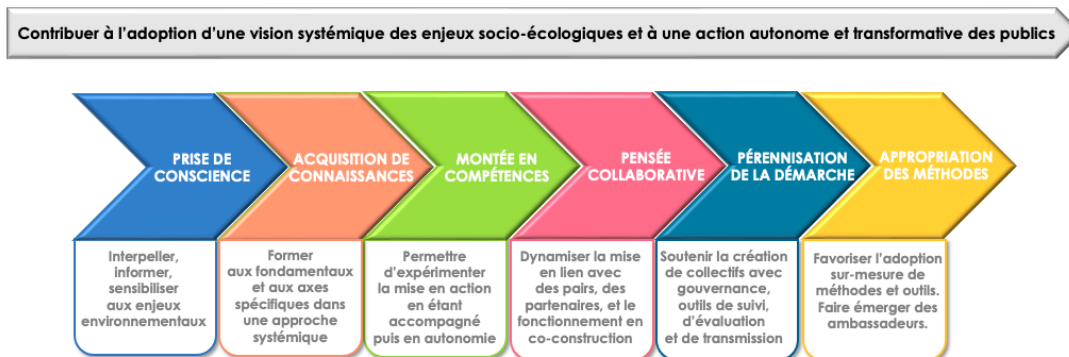 Contribuer à l'adoption d'une vision systémique des enjeux socio-écologiques et à une action autonome et transformative des publics
PRISE DE
CONSCIENCE
ACQUISITION DE
CONNAISSANCES
MONTÉE EN
COMPÉTENCES
PENSÉE
COLLABORATIVE
PÉRENNISATION
DE LA DÉMARCHE
APPROPRIATION
DES MÉTHODES
Interpeller,
informer,
sensibiliser
aux enjeux
environnementaux
Former
aux fondamentaux
et aux axes
spécifiques dans
une approche
systémique
Permettre
d'expérimenter
la mise en action
en étant
accompagné
puis en autonomie
Dynamiser la mise
en lien avec
des pairs, des
partenaires, et le
fonctionnement en
co-construction
Soutenir la création
de collectifs avec
gouvernance,
outils de suivi,
d'évaluation
et de transmission
Favoriser l'adoption
sur-mesure de
méthodes et outils.
Faire émerger des
ambassadeurs.